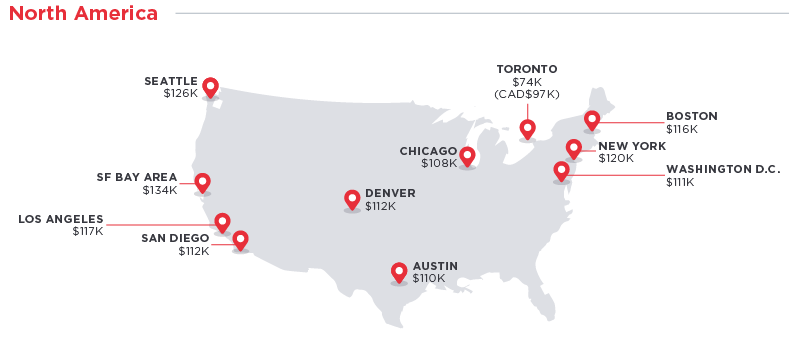 North America
SEATTLE
$126K
TORONTO
$74K
(CAD$97K)
BOSTON
$116K
NEW YORK
$120K
CHICAGO
$108K
WASHINGTON D.C.
$111K
SF BAY AREA
$134K
DENVER
$112K
LOS ANGELES
$117K
SAN DIEGO
$112K
AUSTIN
$110K